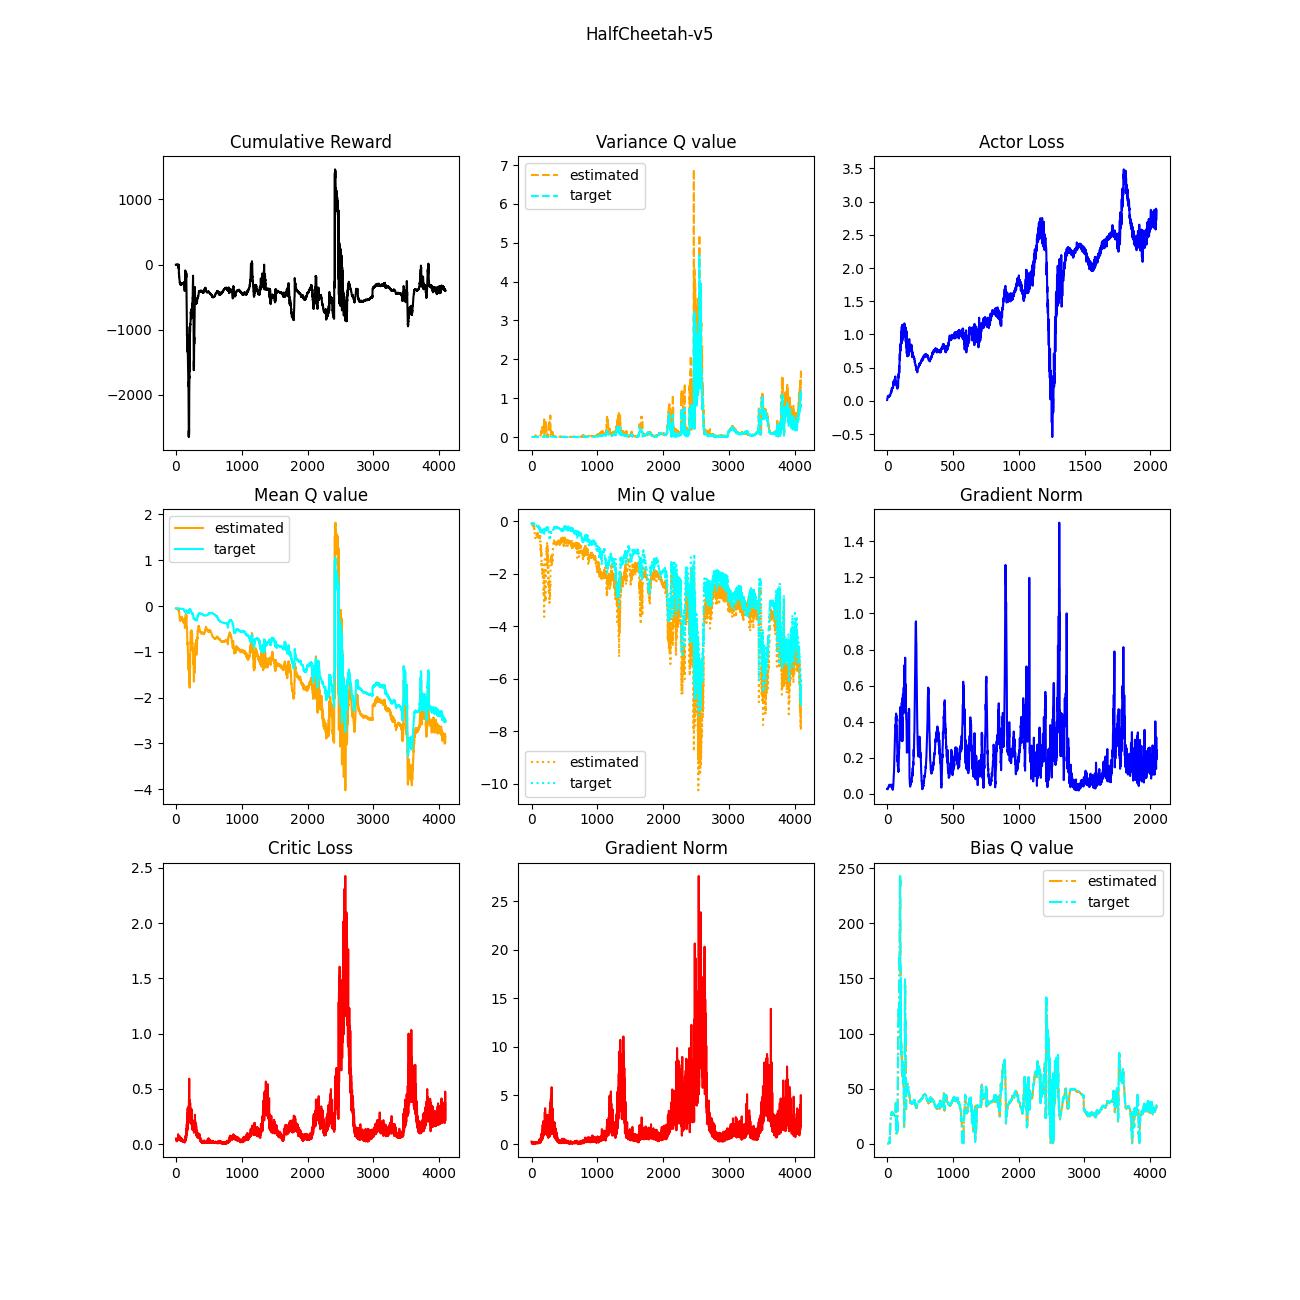 HalfCheetah-v5
Cumulative Reward
1000
0
−1000
−2000
0 1000 2000 3000 4000
Variance Q value
estimated
target
7
6
5
4
3
2
1
0
0 1000 2000 3000 4000
Actor Loss
3.5
3.0
2.5
2.0
1.5
1.0
0.5
0.0
−0.5
0 500 1000 1500 2000
Mean Q value
estimated
target
2
1
0
−1
−2
−3
−4
0 1000 2000 3000 4000
Min Q value
0
−2
−4
−6
−8
−10
estimated
target
0 1000 2000 3000 4000
Gradient Norm
1.4
1.2
1.0
0.8
0.6
0.4
0.2
0.0
0 500 1000 1500 2000
Critic Loss
2.5
2.0
1.5
1.0
0.5
0.0
0 1000 2000 3000 4000
Gradient Norm
25
20
15
10
5
0
0 1000 2000 3000 4000
Bias Q value
estimated
target
250
200
150
100
50
0
0 1000 2000 3000 4000